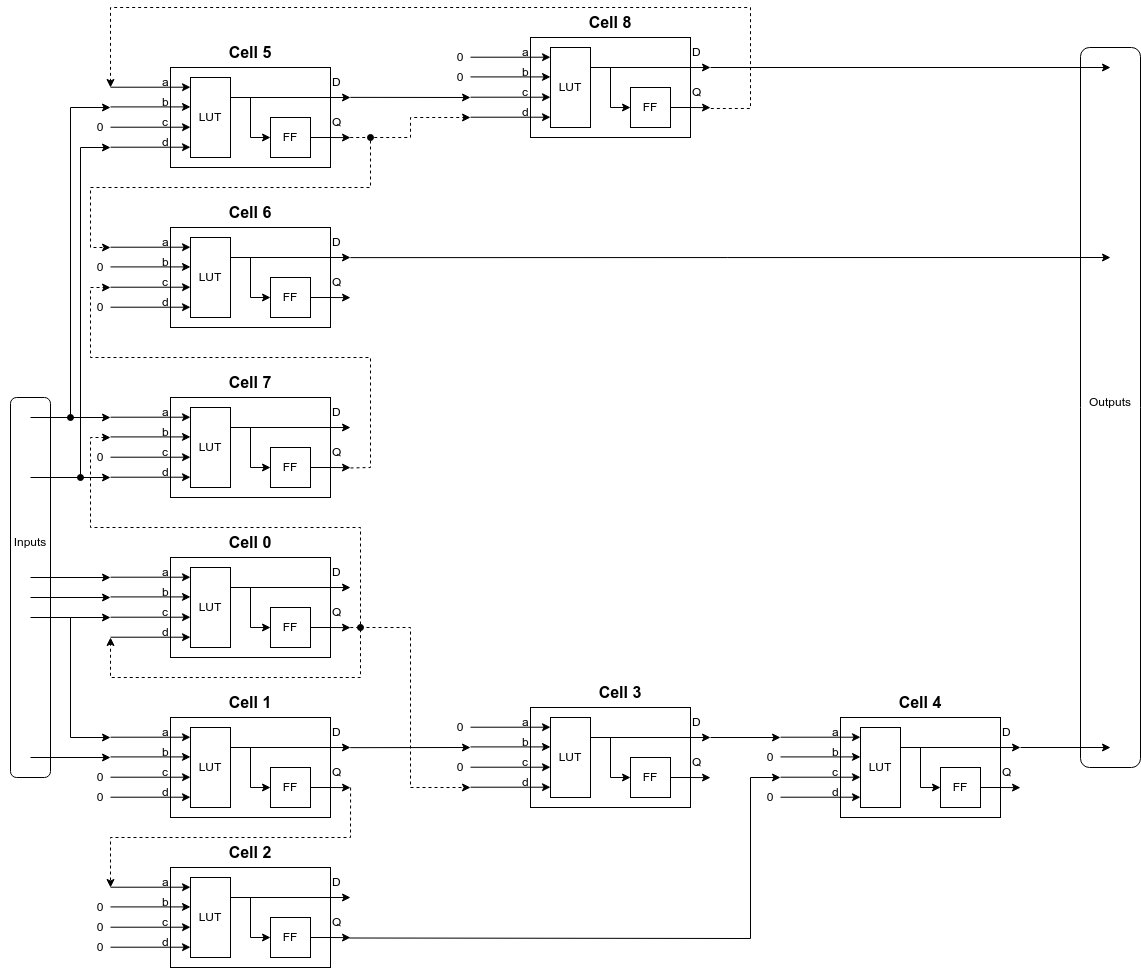 Cell 8
Cell 5
0 a D
0 b
c LUT Q
d FF
a D
b
0 c LUT Q
d FF
Cell 6
a D
0 b
c LUT Q
0 d FF
Cell 7
a D
b
0 c LUT Q
d FF
Outputs
Inputs
Cell 0
a D
b
c LUT Q
d FF
Cell 1
a D
b
0 c LUT Q
0 d FF
Cell 3
0 a D
b
0 c LUT Q
d FF
Cell 4
a D
0 b
c LUT Q
0 d FF
Cell 2
a D
0 b
0 c LUT Q
0 d FF